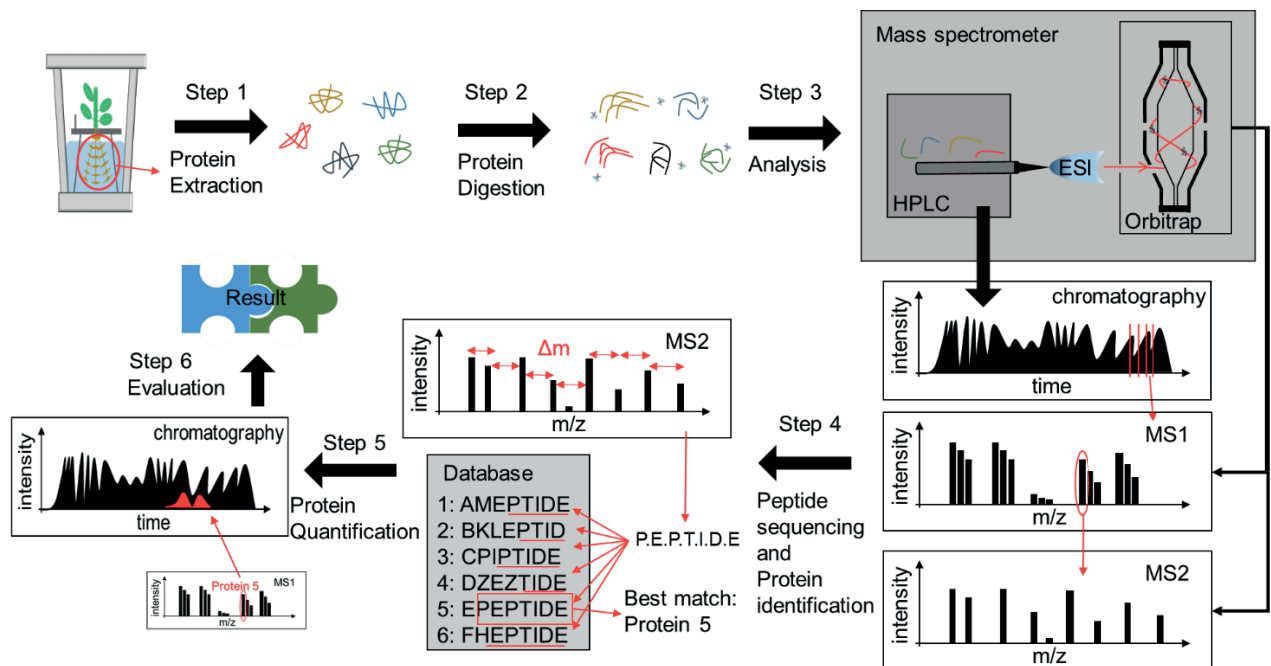 Step 1
Protein
Extraction
Step 2
Protein
Digestion
Step 3
Analysis
Mass spectrometer
HPLC
ESI
Orbitrap
chromatography
intensity
time
MS1
intensity
m/z
MS2
intensity
m/z
Step 4
Peptide
sequencing
and
Protein
identification
MS2
Δm
intensity
m/z
Database
1: AMEPTIDE
2: BKLEPTID
3: CPIPTIDE
4: DZEZTIDE
5: EPEPTIDE
6: FHEPTIDE
P.E.P.T.I.D.E
Best match:
Protein 5
Step 5
Protein
Quantification
chromatography
intensity
time
Protein 5
MS1
intensity
m/z
Step 6
Evaluation
Result